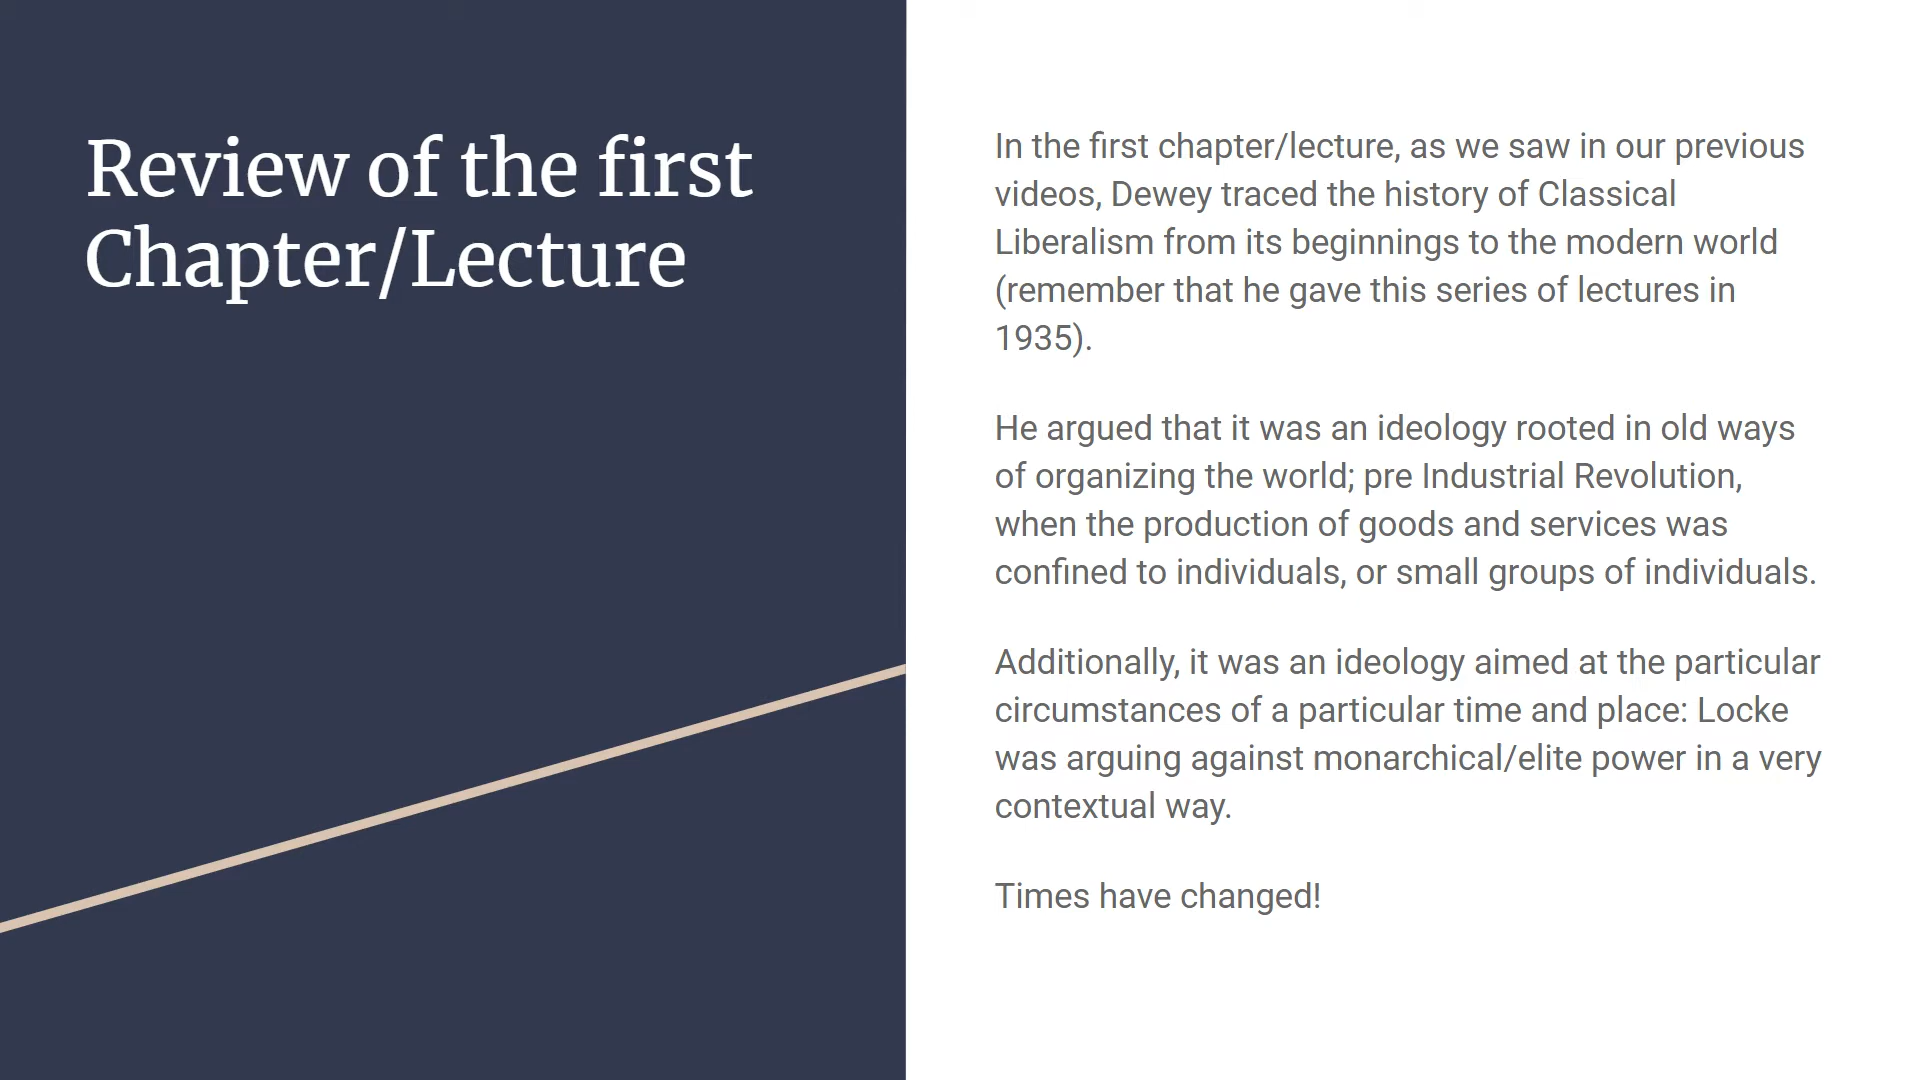 Review of the first
Chapter/Lecture
In the first chapter/lecture, as we saw in our previous
videos, Dewey traced the history of Classical
Liberalism from its beginnings to the modern world
(remember that he gave this series of lectures in
1935).
He argued that it was an ideology rooted in old ways
of organizing the world; pre Industrial Revolution,
when the production of goods and services was
confined to individuals, or small groups of individuals.
Additionally, it was an ideology aimed at the particular
circumstances of a particular time and place: Locke
was arguing against monarchical/elite power in a very
contextual way.
Times have changed!